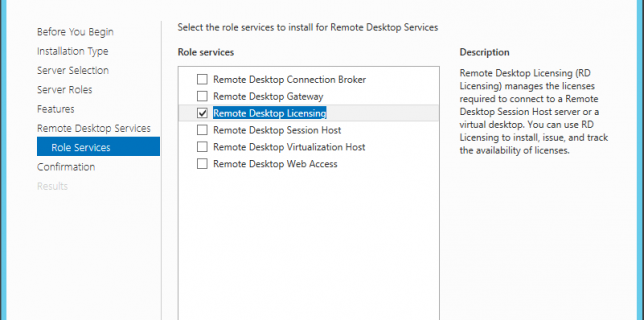 Before You Begin
Installation Type
Server Selection
Server Roles
Features
Remote Desktop Services
Role Services
Confirmation
Results
Select the role services to install for Remote Desktop Services
Role services
Remote Desktop Connection Broker
Remote Desktop Gateway
Remote Desktop Licensing
Remote Desktop Session Host
Remote Desktop Virtualization Host
Remote Desktop Web Access
Description
Remote Desktop Licensing (RD
Licensing) manages the licenses
required to connect to a Remote
Desktop Session Host server or a
virtual desktop. You can use RD
Licensing to install, issue, and track
the availability of licenses.